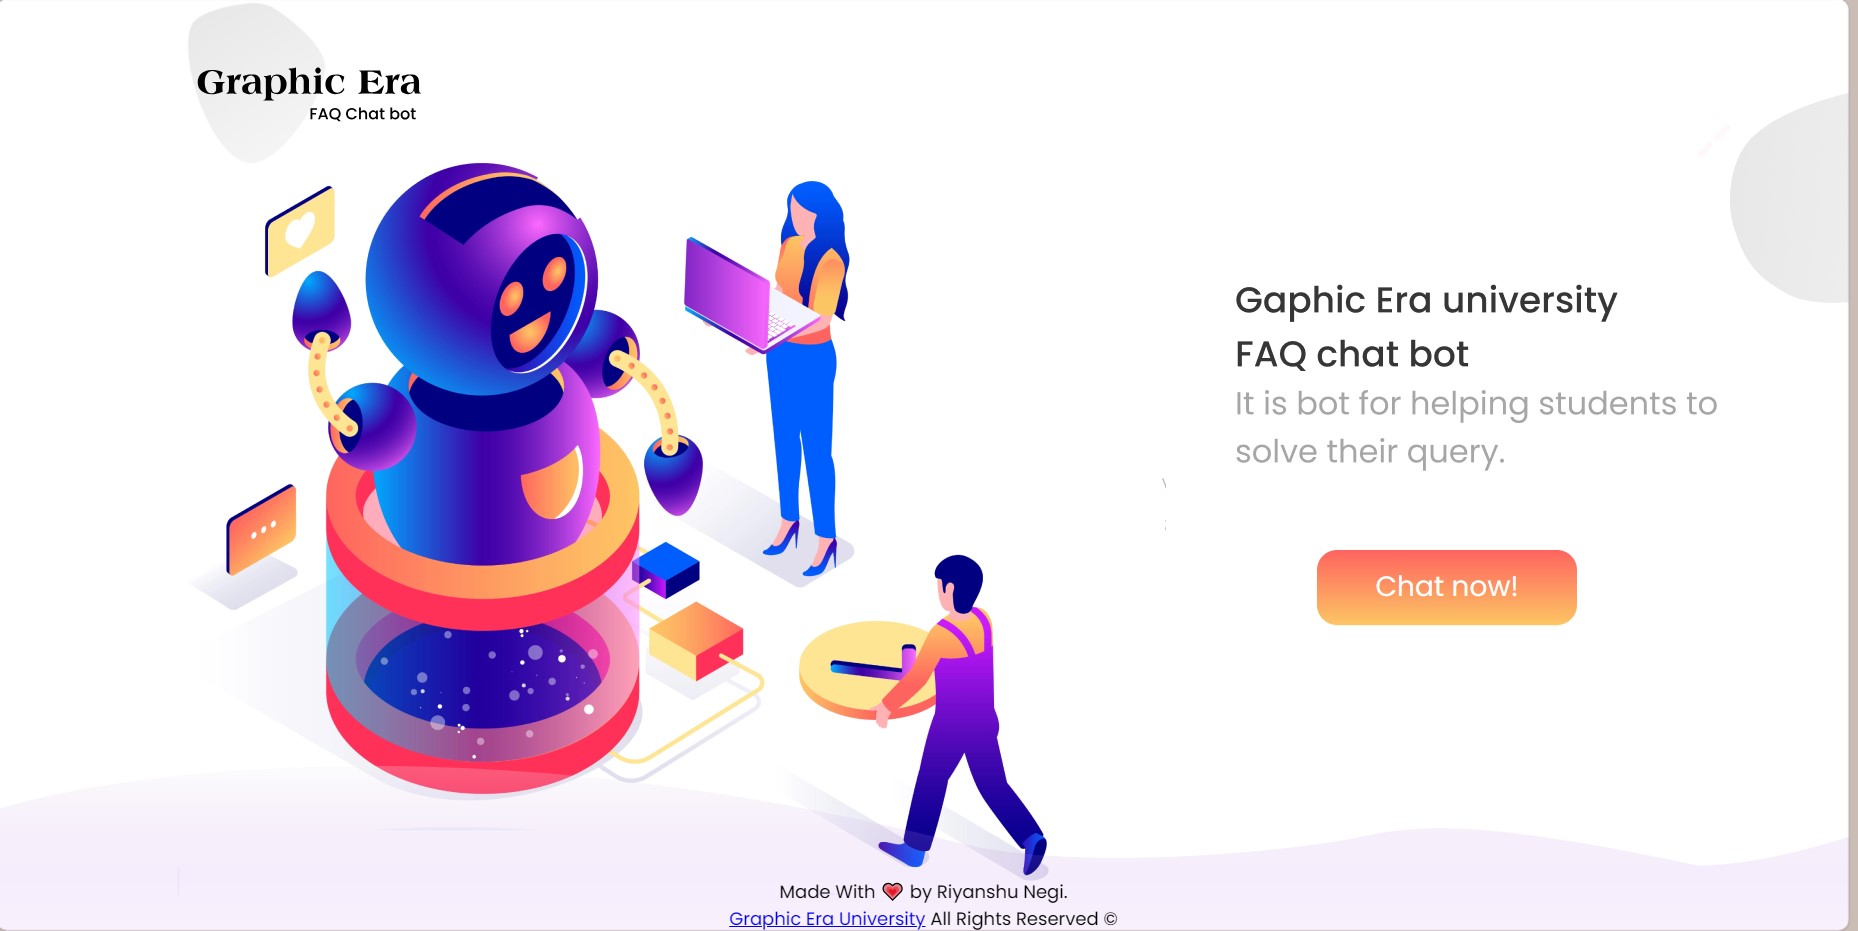 Graphic Era
FAQ Chat bot
Gaphic Era university
FAQ chat bot
It is bot for helping students to
solve their query.
Chat now!
Made With ❤ by Riyanshu Negi.
Graphic Era University All Rights Reserved ©